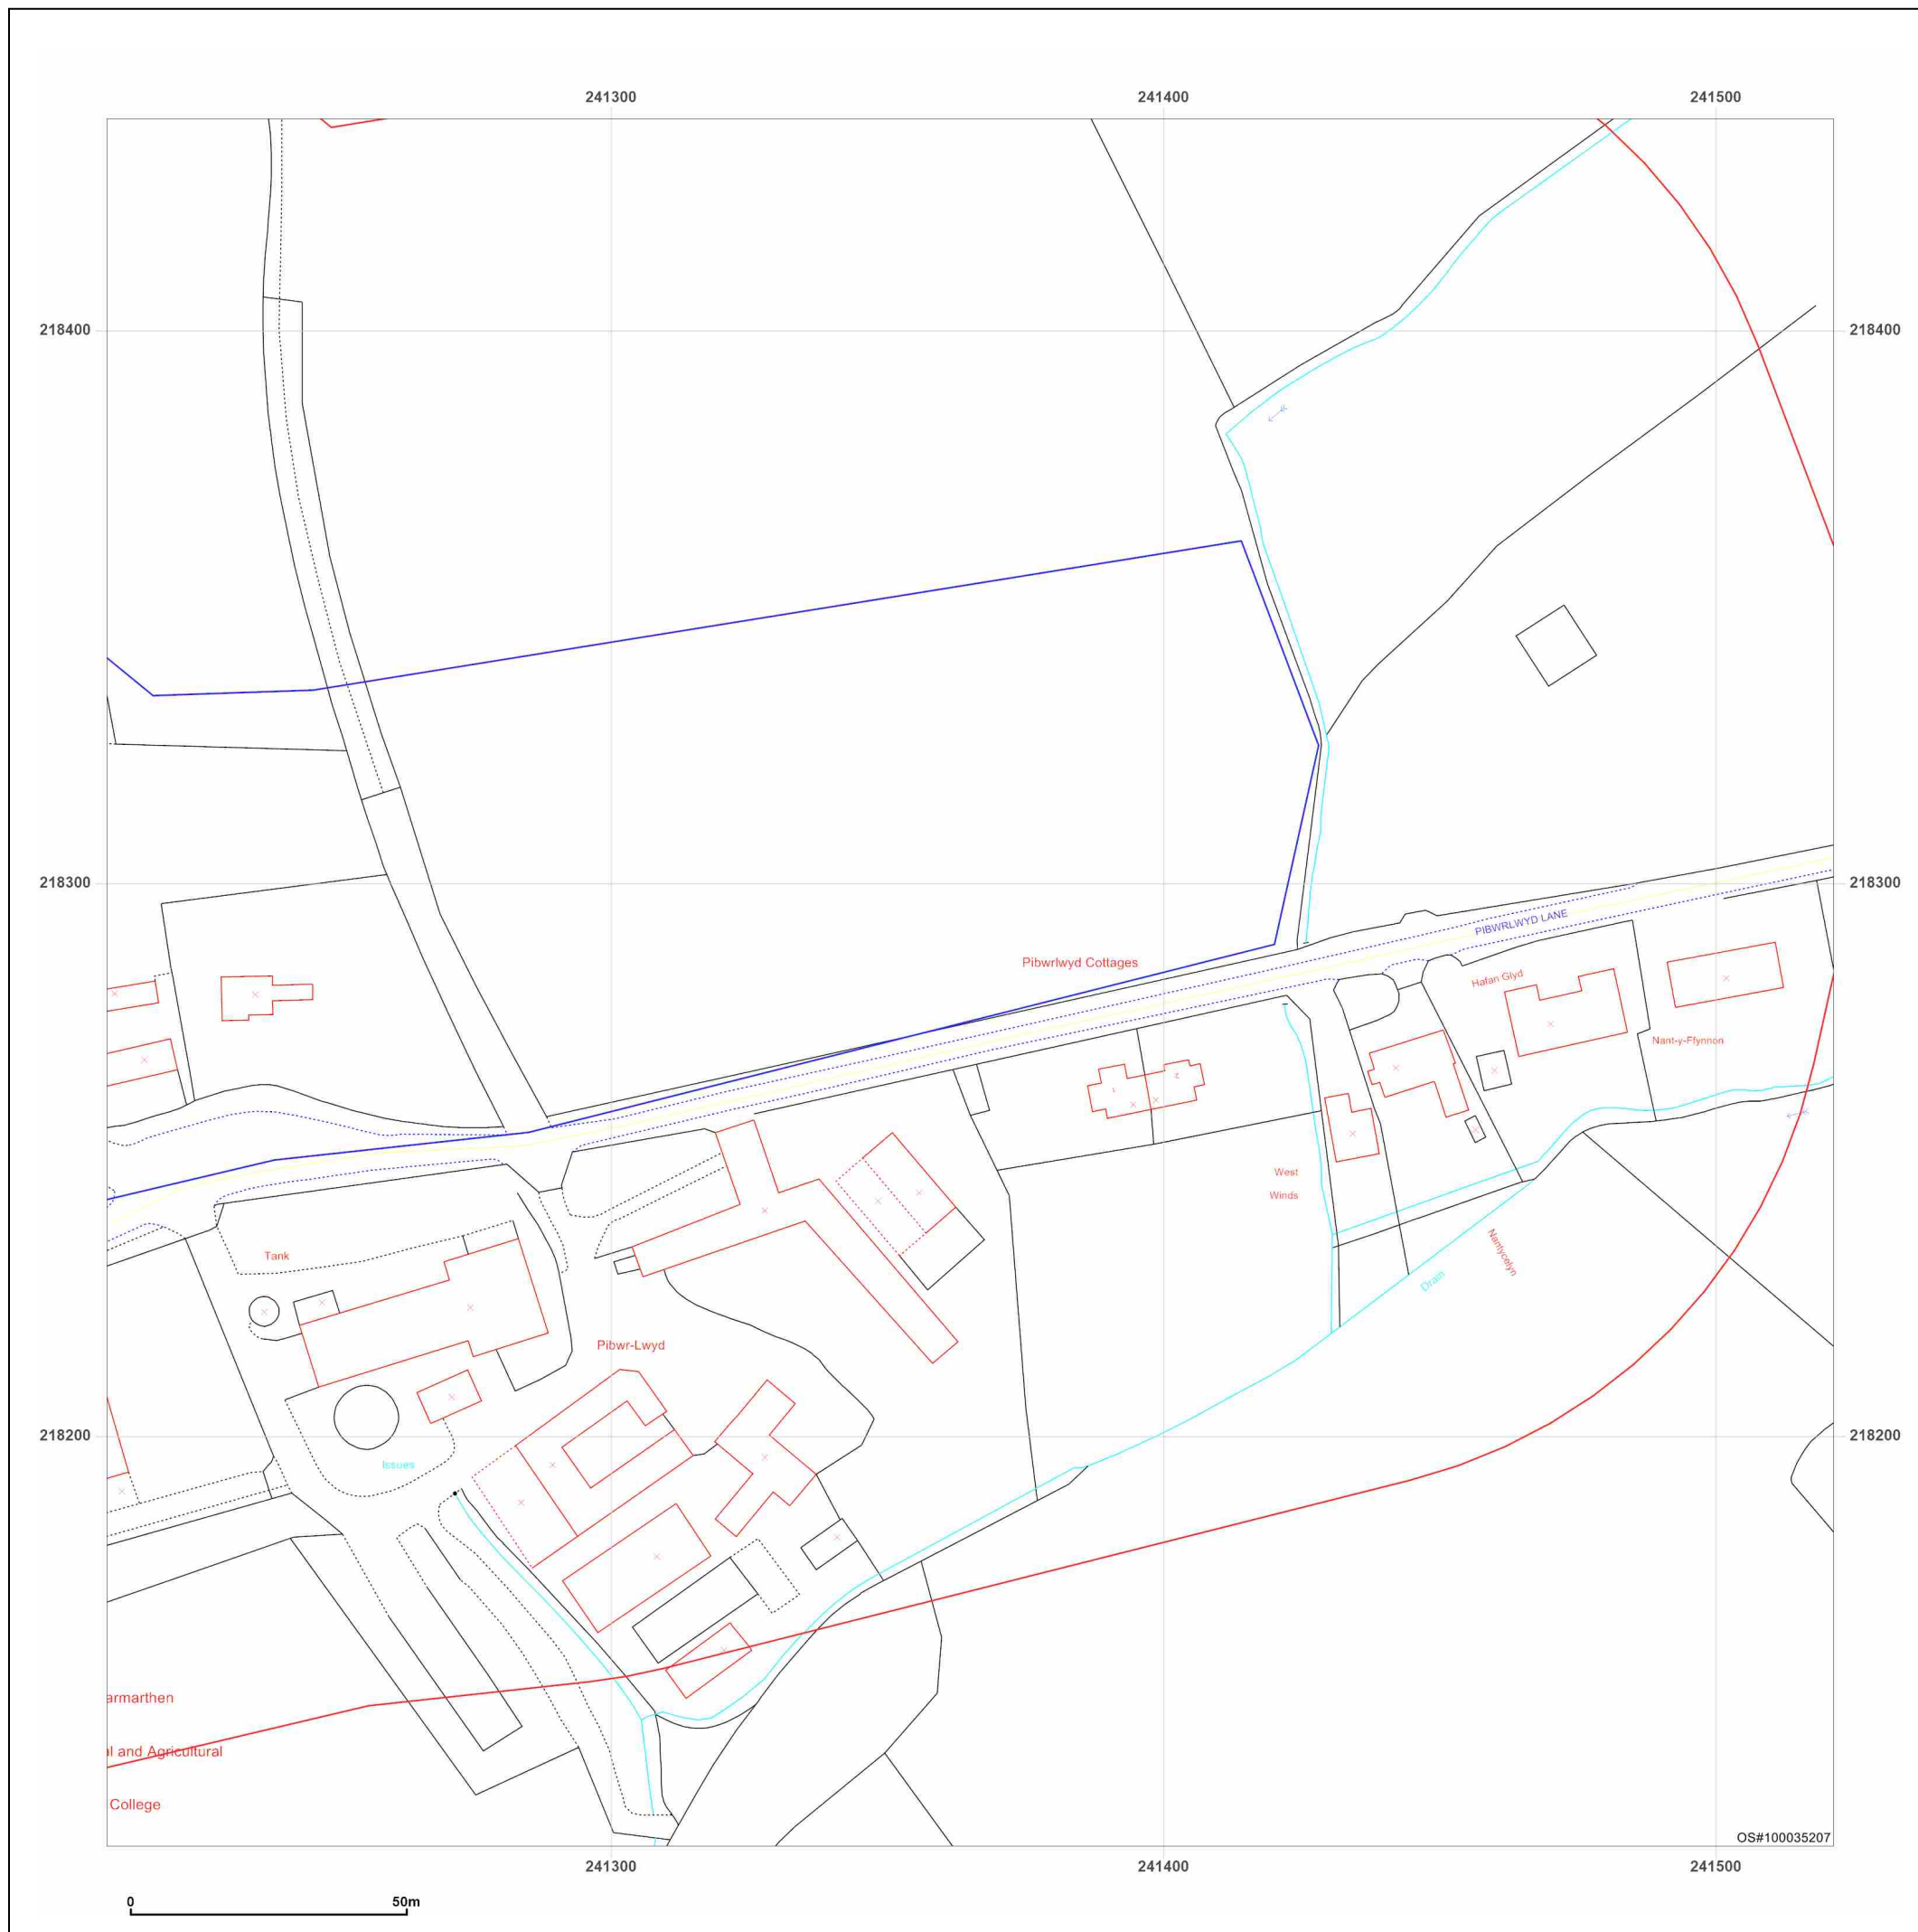 241300 241400 241500
218400 218400
218300 218300
PIBWRLWYD LANE
Pibwrlwyd Cottages
Hafan Glyd
Nant-y-Ffynnon
West
Winds
Tank
Nantycelyn
Drain
Pibwr-Lwyd
218200 218200
Issues
armarthen
al and Agricultural
College
OS#100035207
241300 241400 241500
0 50m